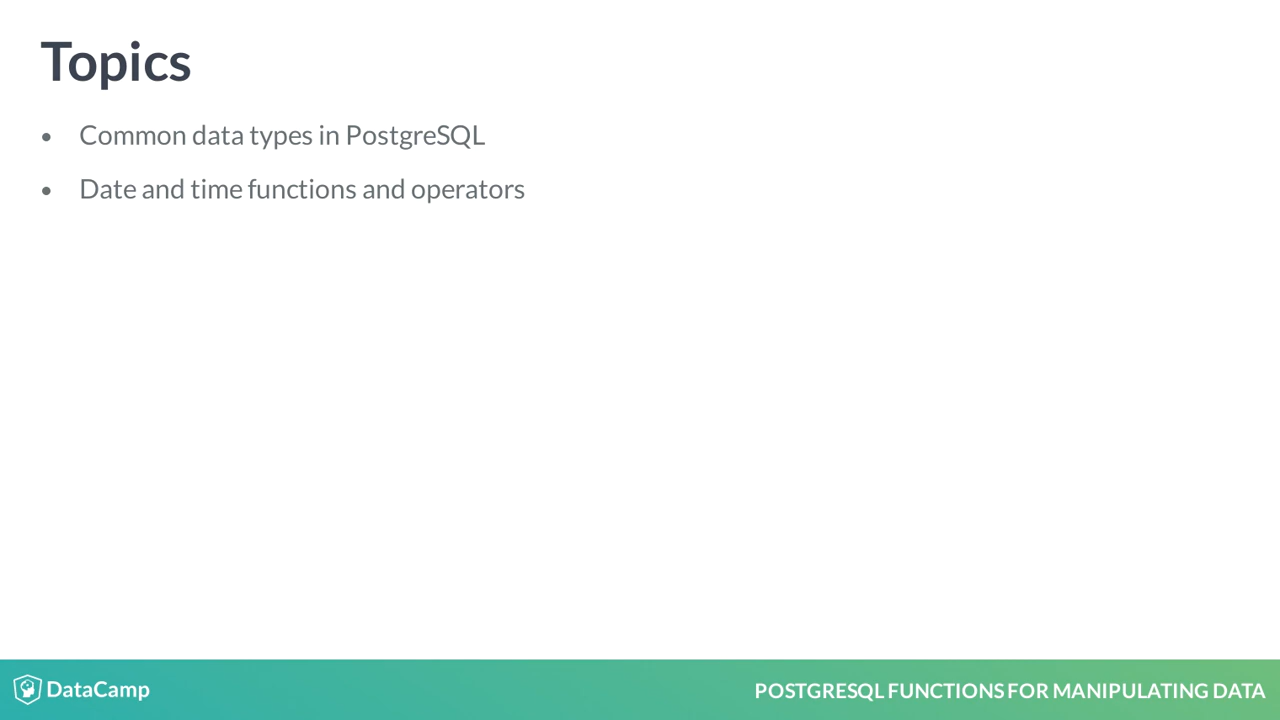 Topics
• Common data types in PostgreSQL
• Date and time functions and operators
DataCamp
POSTGRESQL FUNCTIONS FOR MANIPULATING DATA